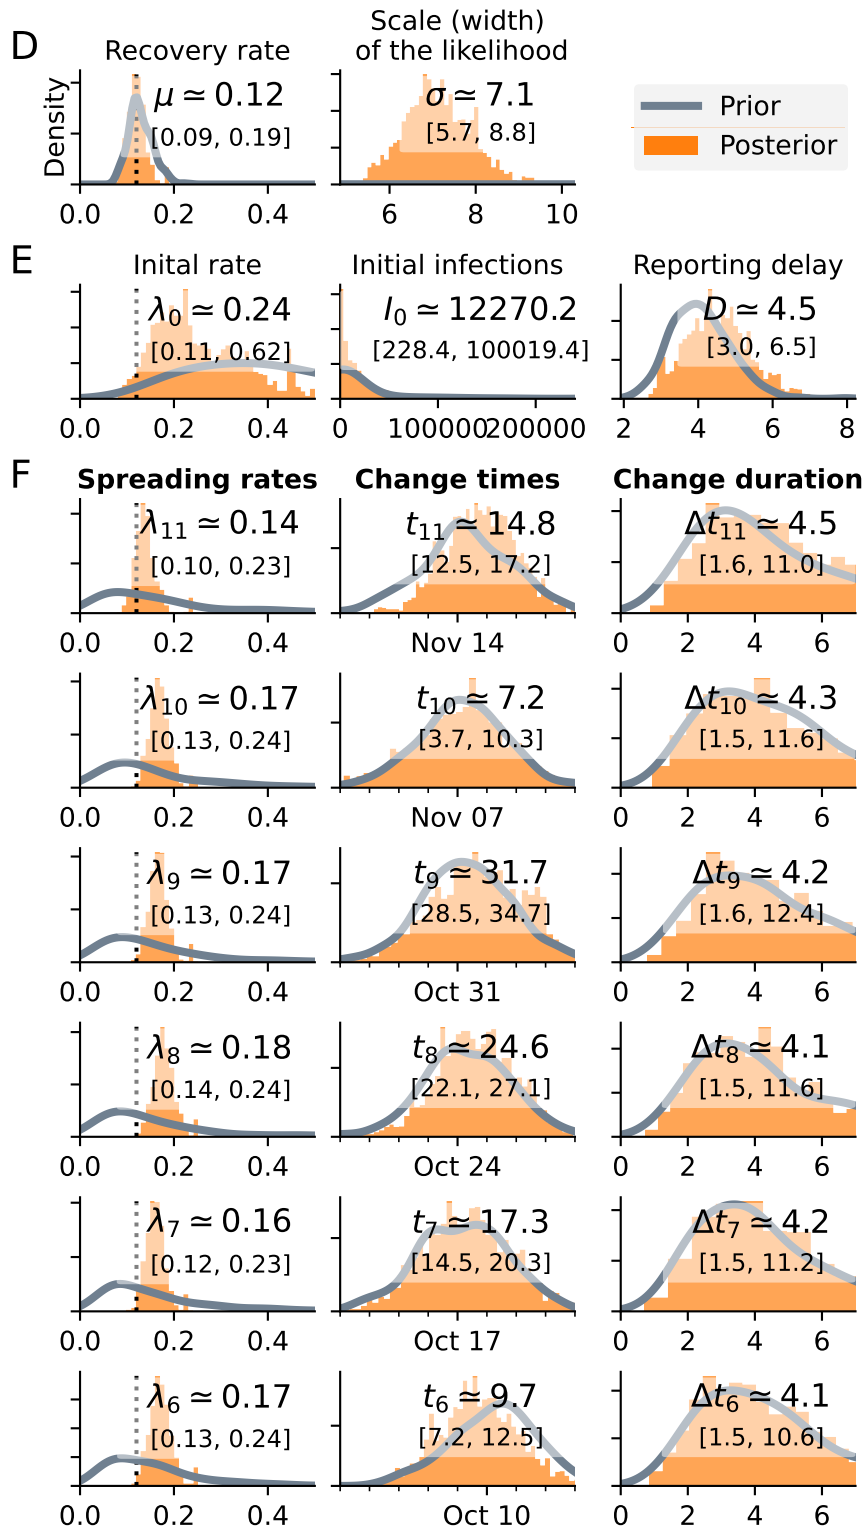 D
Recovery rate
Scale (width)
of the likelihood
Density
μ ≃ 0.12
[0.09, 0.19]
0.0 0.2 0.4
σ ≃ 7.1
[5.7, 8.8]
6 8 10
Prior
Posterior
E
Inital rate
λ0 ≃ 0.24
[0.11, 0.62]
0.0 0.2 0.4
Initial infections
I0 ≃ 12270.2
[228.4, 100019.4]
0 100000 200000
Reporting delay
D ≃ 4.5
[3.0, 6.5]
2 4 6 8
F
Spreading rates
Change times
Change duration
λ11 ≃ 0.14
[0.10, 0.23]
0.0 0.2 0.4
t11 ≃ 14.8
[12.5, 17.2]
Nov 14
Δt11 ≃ 4.5
[1.6, 11.0]
0 2 4 6
λ10 ≃ 0.17
[0.13, 0.24]
0.0 0.2 0.4
t10 ≃ 7.2
[3.7, 10.3]
Nov 07
Δt10 ≃ 4.3
[1.5, 11.6]
0 2 4 6
λ9 ≃ 0.17
[0.13, 0.24]
0.0 0.2 0.4
t9 ≃ 31.7
[28.5, 34.7]
Oct 31
Δt9 ≃ 4.2
[1.6, 12.4]
0 2 4 6
λ8 ≃ 0.18
[0.14, 0.24]
0.0 0.2 0.4
t8 ≃ 24.6
[22.1, 27.1]
Oct 24
Δt8 ≃ 4.1
[1.5, 11.6]
0 2 4 6
λ7 ≃ 0.16
[0.12, 0.23]
0.0 0.2 0.4
t7 ≃ 17.3
[14.5, 20.3]
Oct 17
Δt7 ≃ 4.2
[1.5, 11.2]
0 2 4 6
λ6 ≃ 0.17
[0.13, 0.24]
0.0 0.2 0.4
t6 ≃ 9.7
[7.2, 12.5]
Oct 10
Δt6 ≃ 4.1
[1.5, 10.6]
0 2 4 6